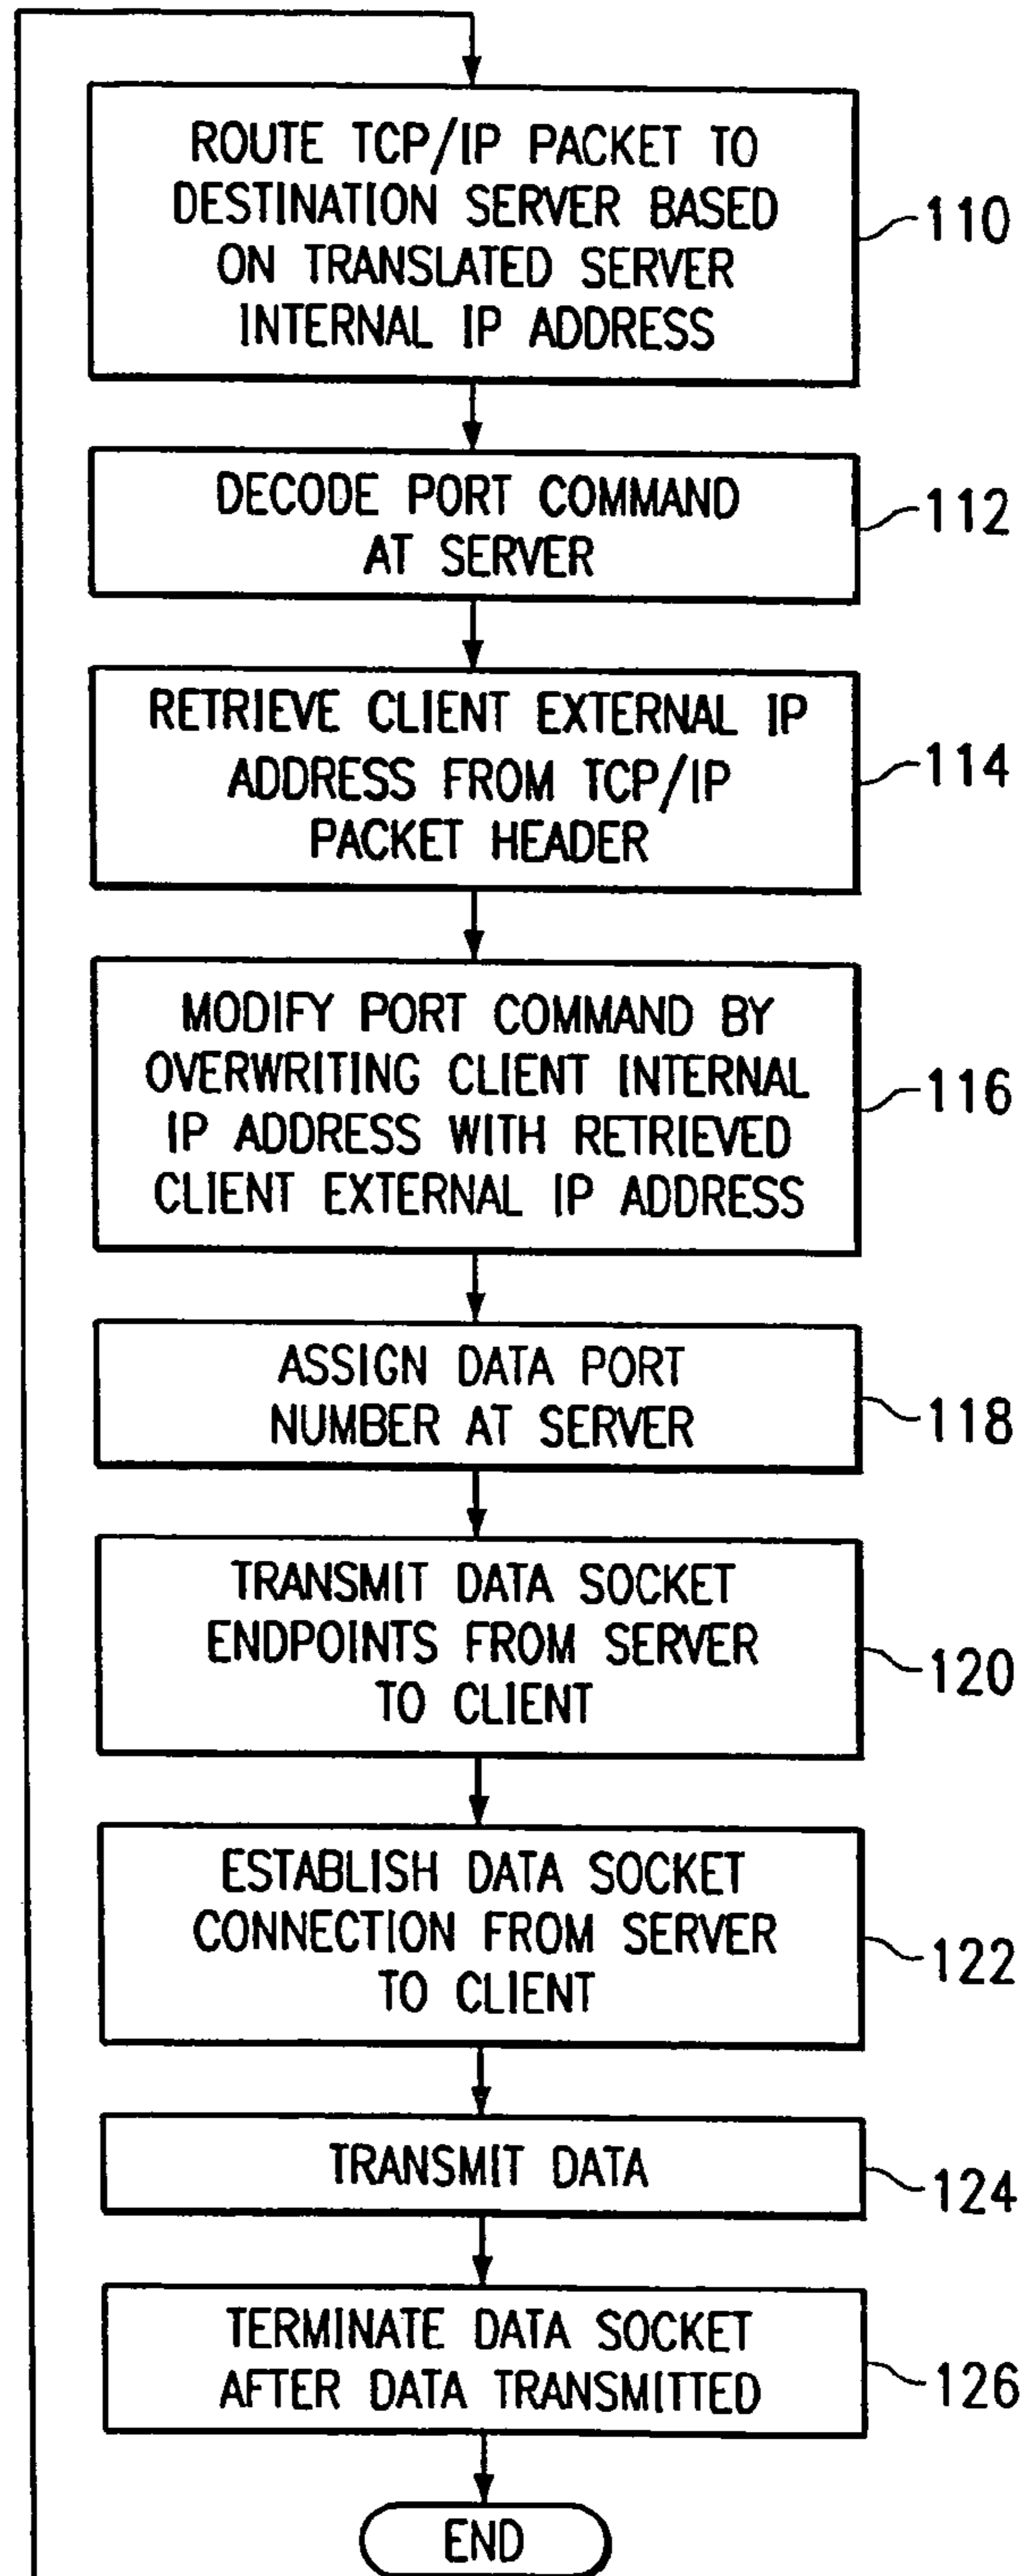 ROUTE TCP/IP PACKET TO
DESTINATION SERVER BASED
ON TRANSLATED SERVER
INTERNAL IP ADDRESS
110
DECODE PORT COMMAND
AT SERVER
112
RETRIEVE CLIENT EXTERNAL IP
ADDRESS FROM TCP/IP
PACKET HEADER
114
MODIFY PORT COMMAND BY
OVERWRITING CLIENT INTERNAL
IP ADDRESS WITH RETRIEVED
CLIENT EXTERNAL IP ADDRESS
116
ASSIGN DATA PORT
NUMBER AT SERVER
118
TRANSMIT DATA SOCKET
ENDPOINTS FROM SERVER
TO CLIENT
120
ESTABLISH DATA SOCKET
CONNECTION FROM SERVER
TO CLIENT
122
TRANSMIT DATA
124
TERMINATE DATA SOCKET
AFTER DATA TRANSMITTED
126
END